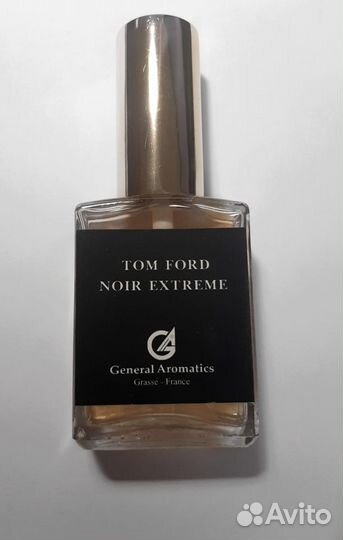 TOM FORD
NOIR EXTREME
General Aromatics
Grasse - France
Avito